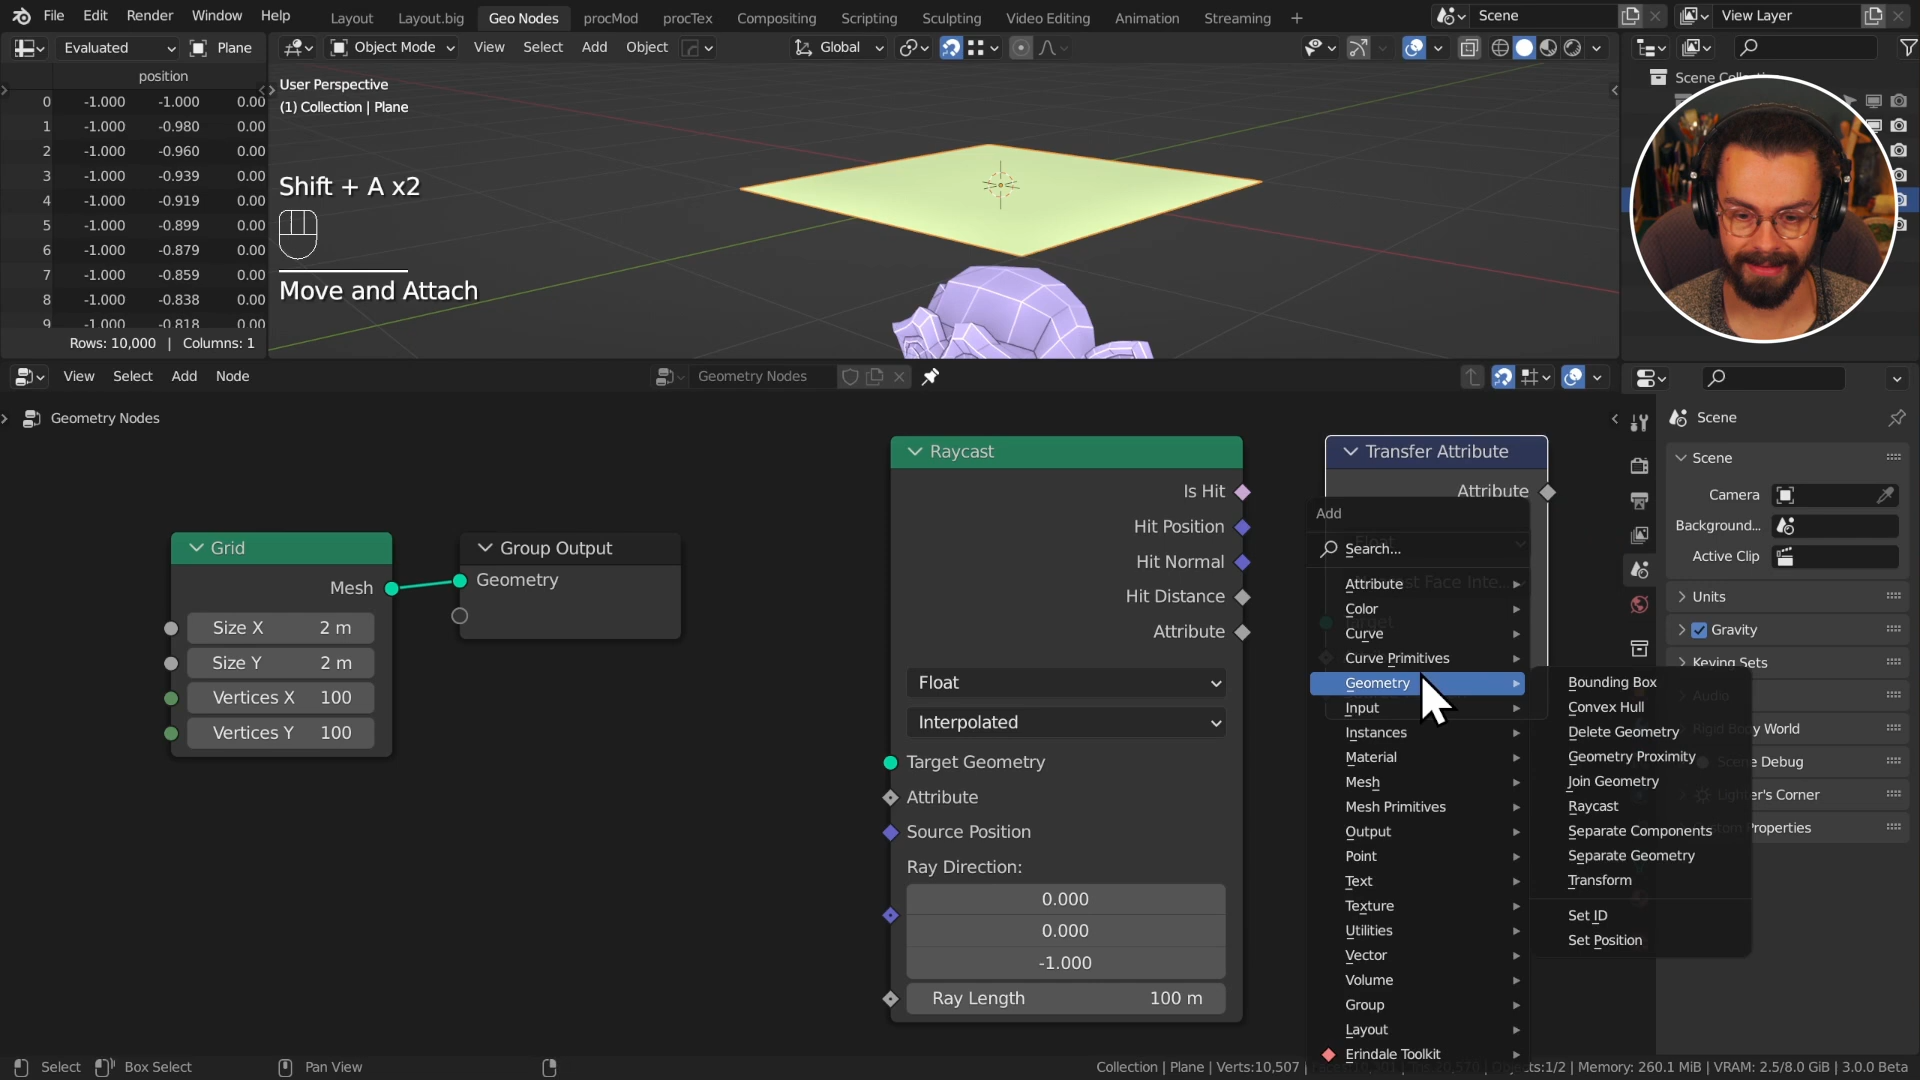 File Edit Render Window Help
Layout Layout.big Geo Nodes procMod procTex Compositing Scripting Sculpting Video Editing Animation Streaming +
Scene
View Layer
Evaluated Plane
Object Mode View Select Add Object
Global
position
0 -1.000 -1.000 0.00
1 -1.000 -0.980 0.00
2 -1.000 -0.960 0.00
3 -1.000 -0.939 0.00
4 -1.000 -0.919 0.00
5 -1.000 -0.899 0.00
6 -1.000 -0.879 0.00
7 -1.000 -0.859 0.00
8 -1.000 -0.838 0.00
9 -1.000 -0.818 0.00
Rows: 10,000 | Columns: 1
User Perspective
(1) Collection | Plane
Shift + A x2
Move and Attach
View Select Add Node
Geometry Nodes
Geometry Nodes
Grid
Mesh
Size X 2 m
Size Y 2 m
Vertices X 100
Vertices Y 100
Group Output
Geometry
Raycast
Is Hit
Hit Position
Hit Normal
Hit Distance
Attribute
Float
Interpolated
Target Geometry
Attribute
Source Position
Ray Direction:
0.000
0.000
-1.000
Ray Length 100 m
Transfer Attribute
Attribute
Add
Search...
Attribute
Color
Curve
Curve Primitives
Geometry
Input
Instances
Material
Mesh
Mesh Primitives
Output
Point
Text
Texture
Utilities
Vector
Volume
Group
Layout
Erindale Toolkit
Bounding Box
Convex Hull
Delete Geometry
Geometry Proximity
Join Geometry
Raycast
Separate Components
Separate Geometry
Transform
Set ID
Set Position
Scene
Scene
Camera
Background...
Active Clip
Units
Gravity
Keying Sets
Audio
Select Box Select Pan View
Collection | Plane | Verts:10,507 | 1/2 | Memory: 260.1 MiB | VRAM: 2.5/8.0 GiB | 3.0.0 Beta